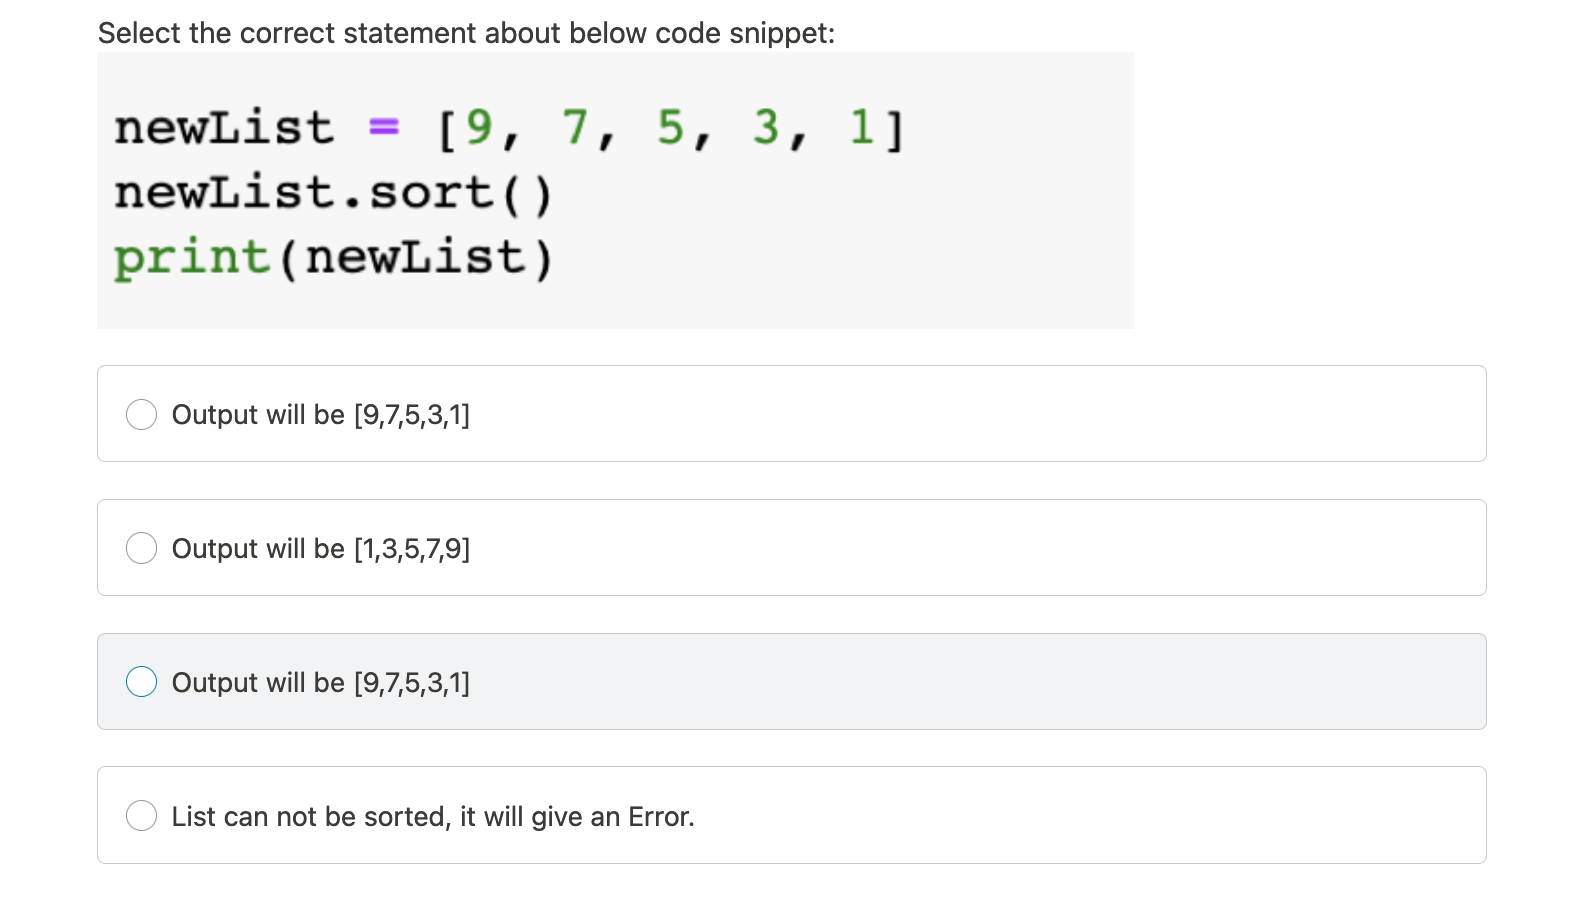 Select the correct statement about below code snippet:
newList = [9, 7, 5, 3, 1]
newList.sort()
print(newList)
Output will be [9,7,5,3,1]
Output will be [1,3,5,7,9]
Output will be [9,7,5,3,1]
List can not be sorted, it will give an Error.